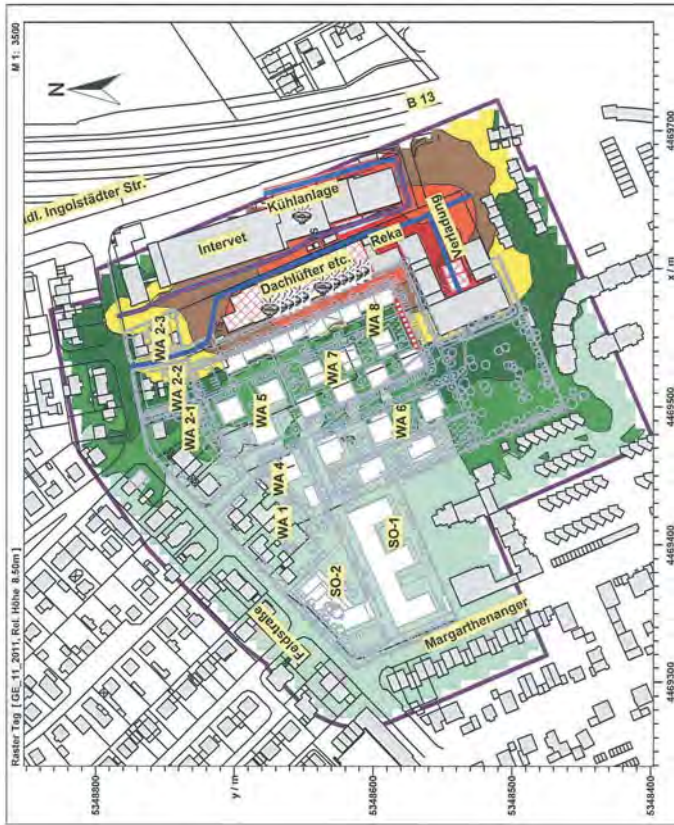 Raster Tag [ GE_11_2011, Rel. Höhe 8.50m ]
M 1: 3500
N
B 13
Ingolstädter Str.
Kühlanlage
Intervet
Reka
Verladung
Dachlüfter etc.
WA 2-3
WA 2-2
WA 2-1
WA 8
WA 7
WA 5
WA 6
WA 4
WA 1
SO-1
SO-2
Feldstraße
Margarthenanger
y / m
5348800
5348600
5348500
5348400
x / m
4469300
4469400
4469500
4469700